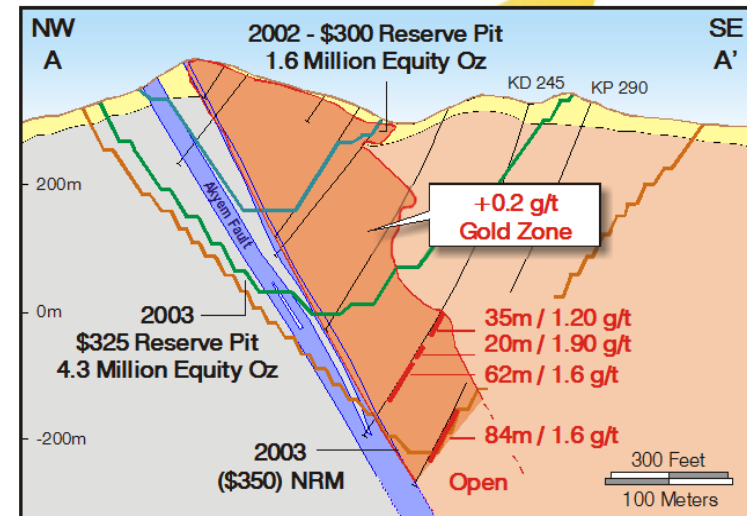 NW
A
2002 - $300 Reserve Pit
1.6 Million Equity Oz
SE
A'
KD 245
KP 290
200m
Akyem Fault
+0.2 g/t
Gold Zone
0m
2003
$325 Reserve Pit
4.3 Million Equity Oz
35m / 1.20 g/t
20m / 1.90 g/t
62m / 1.6 g/t
84m / 1.6 g/t
-200m
2003
($350) NRM
Open
300 Feet
100 Meters